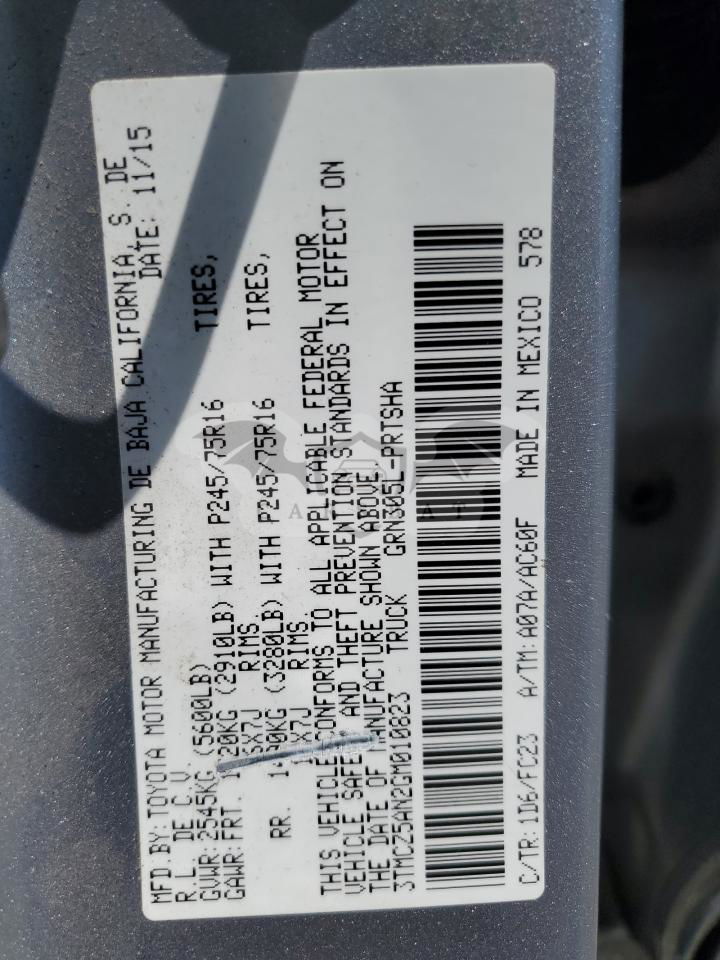 MFD.BY:TOYOTA MOTOR MANUFACTURING DE BAJA CALIFORNIA, S. DE
R.L. DE C.V. DATE: 11/15
GVWR:2545KG (5600LB)
GAWR:FRT. (2910LB) WITH P245/75R16 TIRES,
RIMS.
RR. (3280LB) WITH P245/75R16 TIRES,
RIMS.
THIS VEHICLE CONFORMS TO ALL APPLICABLE FEDERAL MOTOR
VEHICLE SAFETY AND THEFT PREVENTION STANDARDS IN EFFECT ON
THE DATE OF MANUFACTURE SHOWN ABOVE.
3TMCZ5AN2GM010823 TRUCK GRN305L-PRTSHA
C/TR:1D6/FC23 A/TM:A07A/AC60F MADE IN MEXICO 578